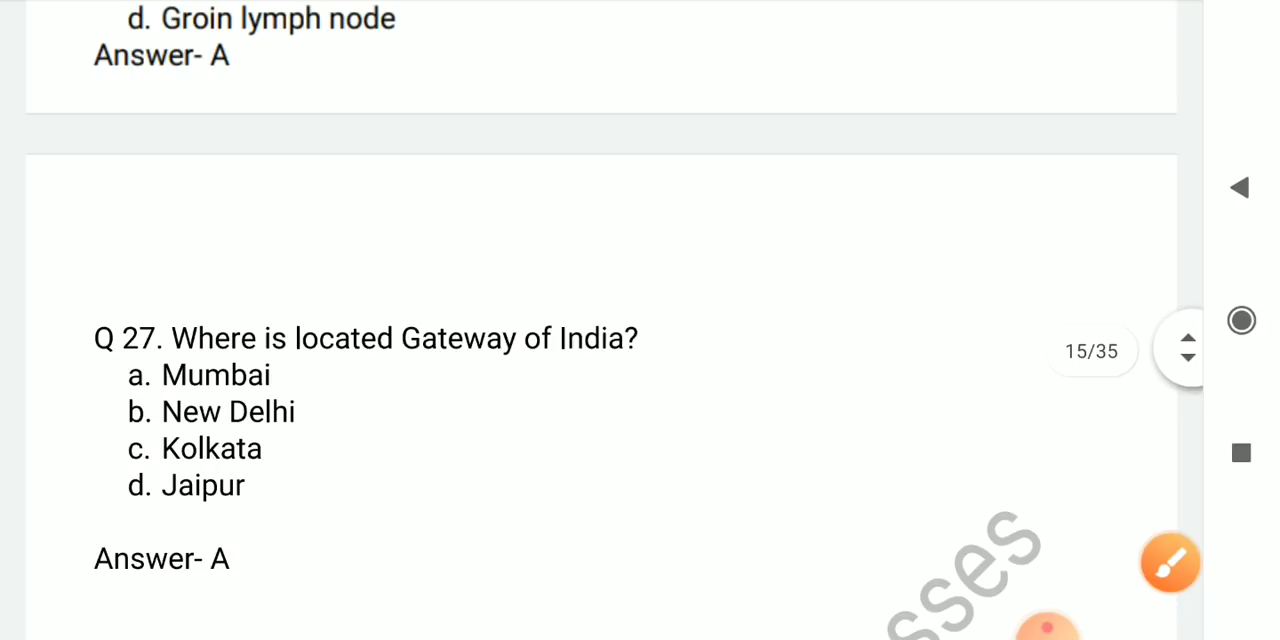 d. Groin lymph node
Answer- A
Q 27. Where is located Gateway of India?
a. Mumbai
b. New Delhi
c. Kolkata
d. Jaipur
Answer- A
15/35
sses